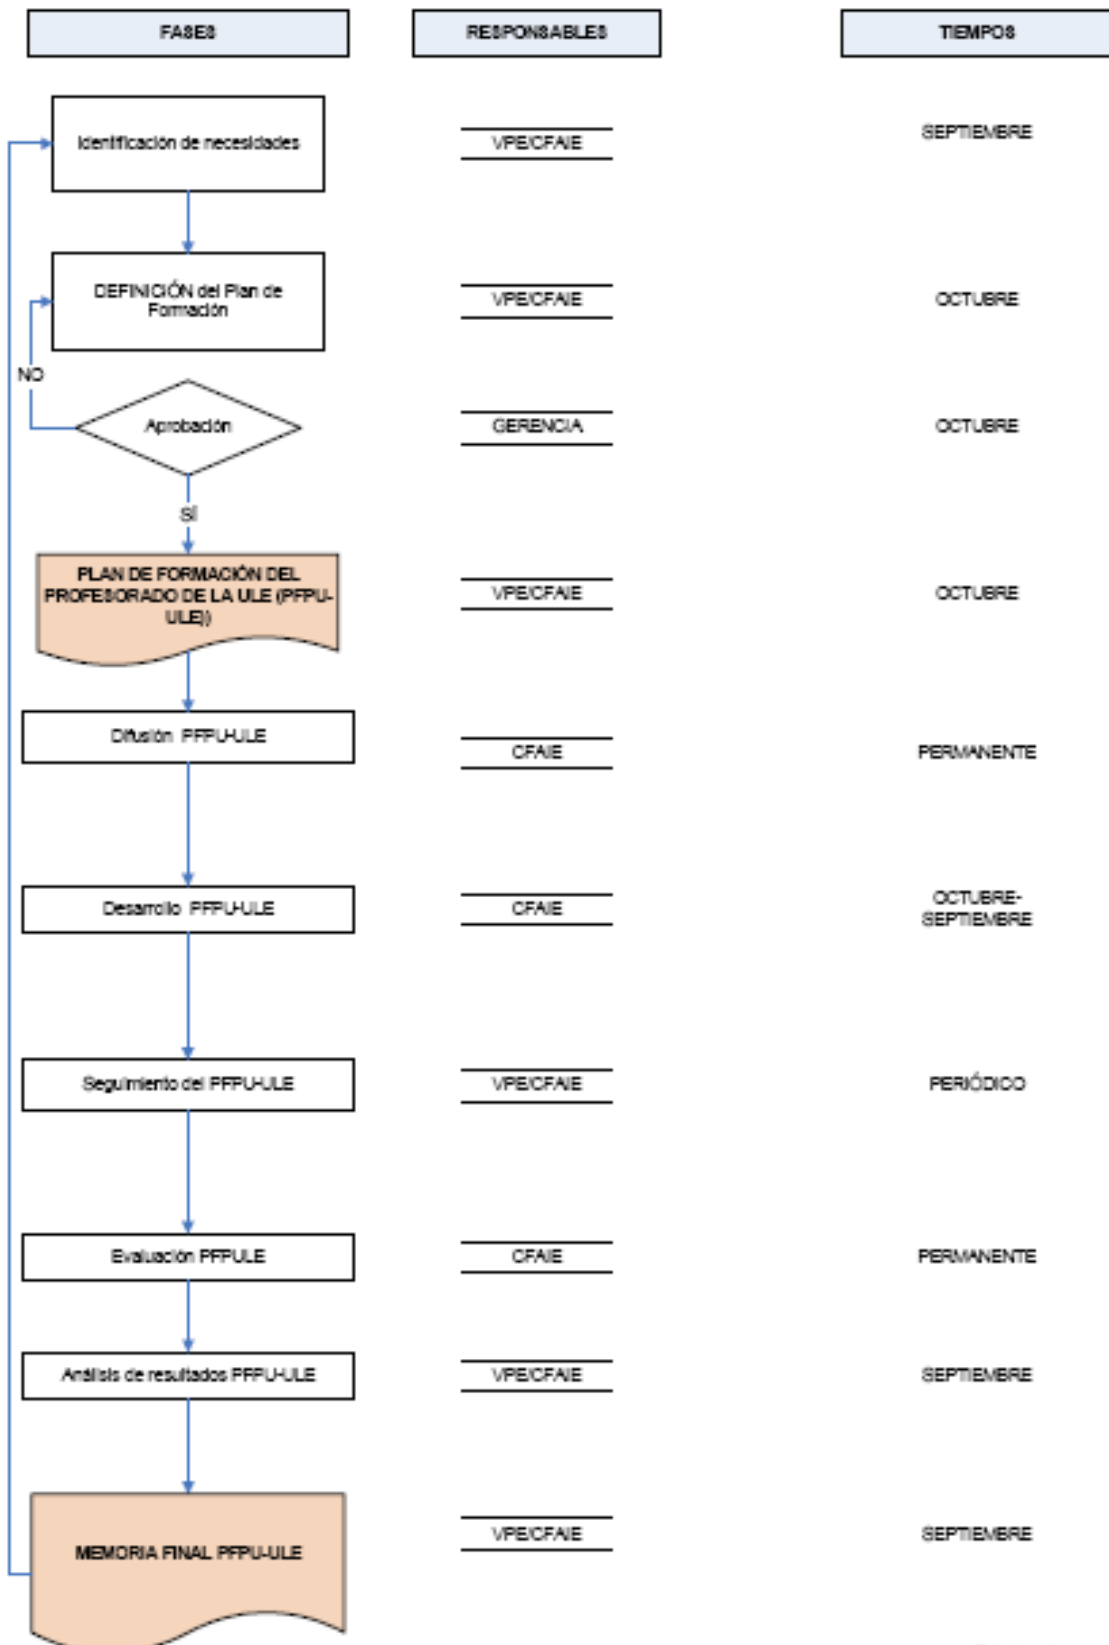 FASES
RESPONSABLES
TIEMPOS
Identificación de necesidades
VPE/CFAIE
SEPTIEMBRE
DEFINICIÓN del Plan de
Formación
VPE/CFAIE
OCTUBRE
NO
Aprobación
GERENCIA
OCTUBRE
SÍ
PLAN DE FORMACIÓN DEL
PROFESORADO DE LA ULE (PFPU-
ULE))
VPE/CFAIE
OCTUBRE
Difusión PFPU-ULE
CFAIE
PERMANENTE
Desarrollo PFPU-ULE
CFAIE
OCTUBRE-
SEPTIEMBRE
Seguimiento del PFPU-ULE
VPE/CFAIE
PERIÓDICO
Evaluación PFPULE
CFAIE
PERMANENTE
Análisis de resultados PFPU-ULE
VPE/CFAIE
SEPTIEMBRE
MEMORIA FINAL PFPU-ULE
VPE/CFAIE
SEPTIEMBRE